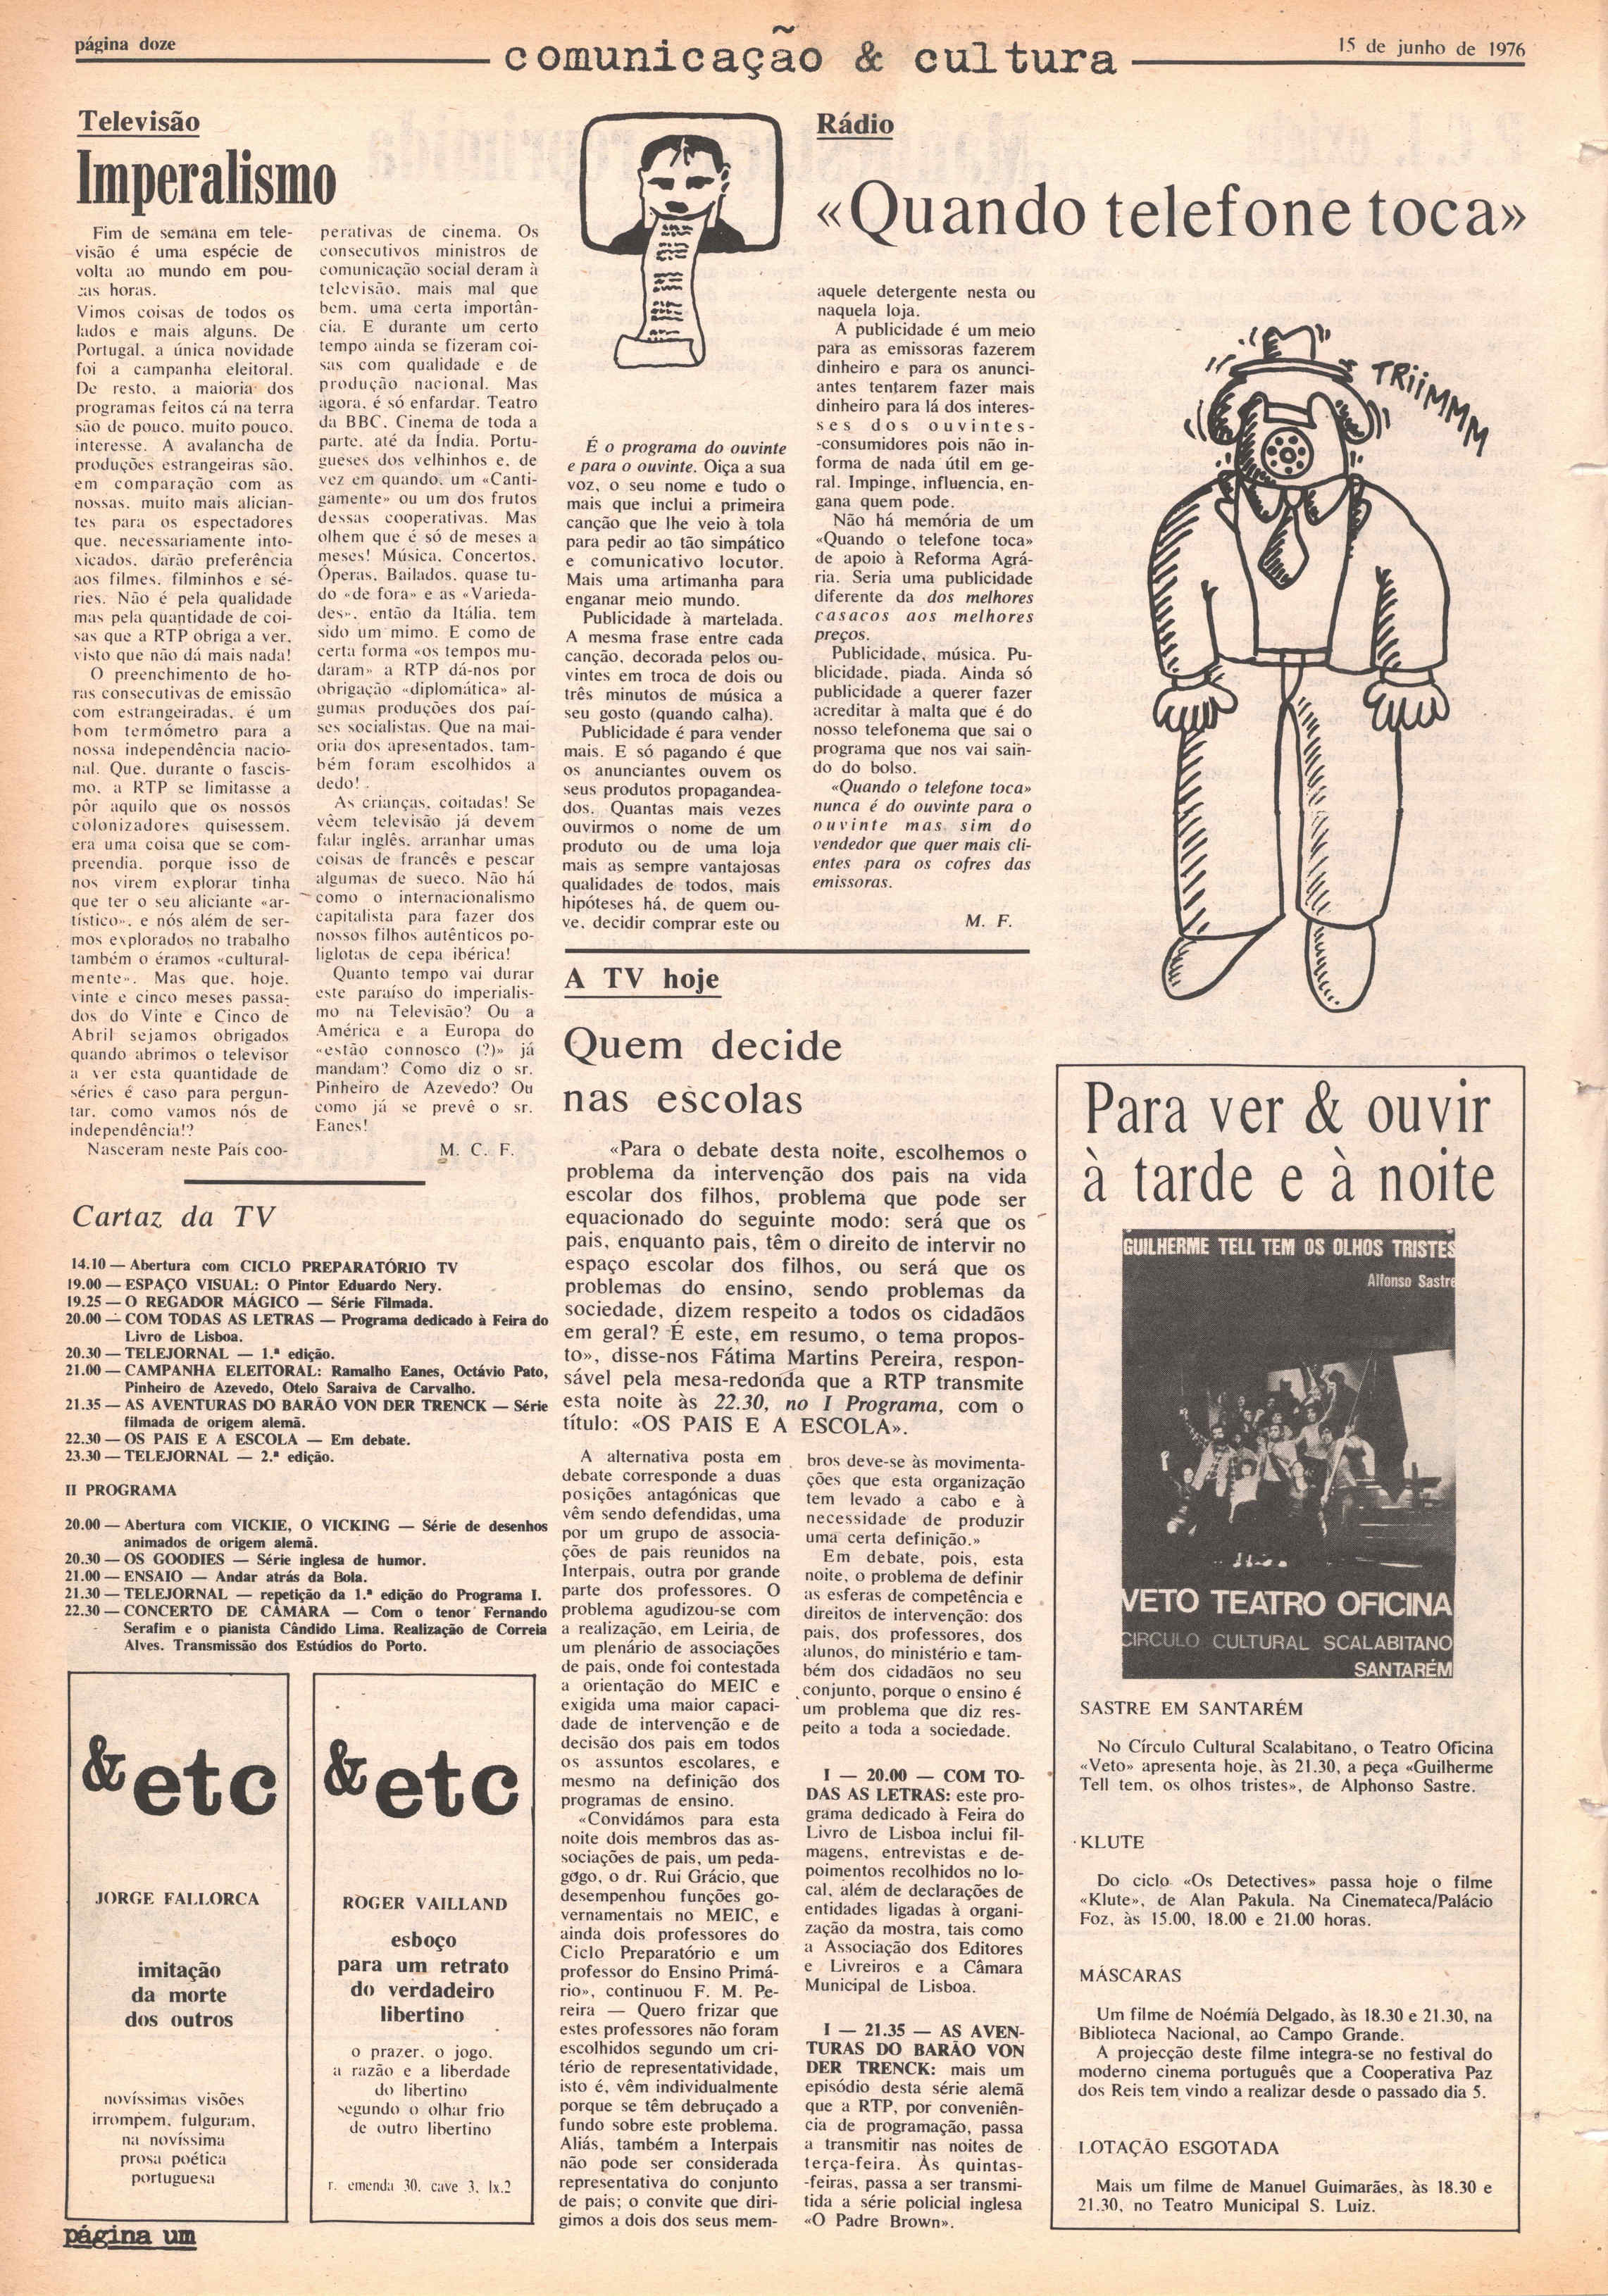 página doze
comunicação & cultura
15 de junho de 1976
Televisão
Imperalismo
Fim de semana em tele-
visão é uma espécie de
volta ao mundo em pou-
cas horas.
Vimos coisas de todos os
lados e mais alguns. De
Portugal, a única novidade
foi a campanha eleitoral.
De resto, a maioria dos
programas feitos cá na terra
são de pouco, muito pouco,
interesse. A avalancha de
produções estrangeiras são,
em comparação com as
nossas, muito mais alician-
tes para os espectadores
que, necessariamente into-
xicados, darão preferência
aos filmes, filminhos e sé-
ries. Não é pela qualidade
mas pela quantidade de coi-
sas que a RTP obriga a ver,
visto que não dá mais nada!
O preenchimento de ho-
ras consecutivas de emissão
com estrangeiradas, é um
bom termómetro para a
nossa independência nacio-
nal. Que, durante o fascis-
mo, a RTP se limitasse a
pôr aquilo que os nossos
colonizadores quisessem,
era uma coisa que se com-
preendia, porque isso de
nos virem explorar tinha
que ter o seu aliciante «ar-
tístico», e nós além de ser-
mos explorados no trabalho
também o éramos «cultural-
mente». Mas que, hoje,
vinte e cinco meses passa-
dos do Vinte e Cinco de
Abril sejamos obrigados
quando abrimos o televisor
a ver esta quantidade de
séries é caso para pergun-
tar, como vamos nós de
independência!?
Nasceram neste País coo-
perativas de cinema. Os
consecutivos ministros de
comunicação social deram à
televisão, mais mal que
bem, uma certa importân-
cia. E durante um certo
tempo ainda se fizeram coi-
sas com qualidade e de
produção nacional. Mas
agora, é só enfardar. Teatro
da BBC. Cinema de toda a
parte, até da Índia. Portu-
gueses dos velhinhos e, de
vez em quando, um «Canti-
gamente» ou um dos frutos
dessas cooperativas. Mas
olhem que é só de meses a
meses! Música, Concertos,
Óperas, Bailados, quase tu-
do «de fora» e as «Varieda-
des», então da Itália, tem
sido um mimo. E como de
certa forma «os tempos mu-
daram» a RTP dá-nos por
obrigação «diplomática» al-
gumas produções dos paí-
ses socialistas. Que na mai-
oria dos apresentados, tam-
bém foram escolhidos a
dedo!
As crianças, coitadas! Se
vêem televisão já devem
falar inglês, arranhar umas
coisas de francês e pescar
algumas de sueco. Não há
como o internacionalismo
capitalista para fazer dos
nossos filhos autênticos po-
liglotas de cepa ibérica!
Quanto tempo vai durar
este paraíso do imperialis-
mo na Televisão? Ou a
América e a Europa do
«estão connosco (?)» já
mandam? Como diz o sr.
Pinheiro de Azevedo? Ou
como já se prevê o sr.
Eanes!
M. C. F.
Cartaz da TV
14.10 — Abertura com CICLO PREPARATÓRIO TV
19.00 — ESPAÇO VISUAL: O Pintor Eduardo Nery.
19.25 — O REGADOR MÁGICO — Série Filmada.
20.00 — COM TODAS AS LETRAS — Programa dedicado à Feira do
Livro de Lisboa.
20.30 — TELEJORNAL — 1.ª edição.
21.00 — CAMPANHA ELEITORAL: Ramalho Eanes, Octávio Pato,
Pinheiro de Azevedo, Otelo Saraiva de Carvalho.
21.35 — AS AVENTURAS DO BARÃO VON DER TRENCK — Série
filmada de origem alemã.
22.30 — OS PAIS E A ESCOLA — Em debate.
23.30 — TELEJORNAL — 2.ª edição.
II PROGRAMA
20.00 — Abertura com VICKIE, O VICKING — Série de desenhos
animados de origem alemã.
20.30 — OS GOODIES — Série inglesa de humor.
21.00 — ENSAIO — Andar atrás da Bola.
21.30 — TELEJORNAL — repetição da 1.ª edição do Programa I.
22.30 — CONCERTO DE CÂMARA — Com o tenor Fernando
Serafim e o pianista Cândido Lima. Realização de Correia
Alves. Transmissão dos Estúdios do Porto.
&etc
JORGE FALLORCA
imitação
da morte
dos outros
novíssimas visões
irrompem, fulguram,
na novíssima
prosa poética
portuguesa
&etc
ROGER VAILLAND
esboço
para um retrato
do verdadeiro
libertino
o prazer, o jogo,
a razão e a liberdade
do libertino
segundo o olhar frio
de outro libertino
r. emenda 30, cave 3, lx.2
página um
Rádio
«Quando telefone toca»
É o programa do ouvinte
e para o ouvinte. Oiça a sua
voz, o seu nome e tudo o
mais que inclui a primeira
canção que lhe veio à tola
para pedir ao tão simpático
e comunicativo locutor.
Mais uma artimanha para
enganar meio mundo.
Publicidade à martelada.
A mesma frase entre cada
canção, decorada pelos ou-
vintes em troca de dois ou
três minutos de música a
seu gosto (quando calha).
Publicidade é para vender
mais. E só pagando é que
os anunciantes ouvem os
seus produtos propagandea-
dos. Quantas mais vezes
ouvirmos o nome de um
produto ou de uma loja
mais as sempre vantajosas
qualidades de todos, mais
hipóteses há, de quem ou-
ve, decidir comprar este ou
aquele detergente nesta ou
naquela loja.
A publicidade é um meio
para as emissoras fazerem
dinheiro e para os anunci-
antes tentarem fazer mais
dinheiro para lá dos interes-
ses dos ouvintes-
-consumidores pois não in-
forma de nada útil em ge-
ral. Impinge, influencia, en-
gana quem pode.
Não há memória de um
«Quando o telefone toca»
de apoio à Reforma Agrá-
ria. Seria uma publicidade
diferente da dos melhores
casacos aos melhores
preços.
Publicidade, música. Pu-
blicidade, piada. Ainda só
publicidade a querer fazer
acreditar à malta que é do
nosso telefonema que sai o
programa que nos vai sain-
do do bolso.
«Quando o telefone toca»
nunca é do ouvinte para o
ouvinte mas sim do
vendedor que quer mais cli-
entes para os cofres das
emissoras.
M. F.
TRiiMMM
A TV hoje
Quem decide
nas escolas
«Para o debate desta noite, escolhemos o
problema da intervenção dos pais na vida
escolar dos filhos, problema que pode ser
equacionado do seguinte modo: será que os
pais, enquanto pais, têm o direito de intervir no
espaço escolar dos filhos, ou será que os
problemas do ensino, sendo problemas da
sociedade, dizem respeito a todos os cidadãos
em geral? É este, em resumo, o tema propos-
to», disse-nos Fátima Martins Pereira, respon-
sável pela mesa-redonda que a RTP transmite
esta noite às 22.30, no I Programa, com o
título: «OS PAIS E A ESCOLA».
A alternativa posta em
debate corresponde a duas
posições antagónicas que
vêm sendo defendidas, uma
por um grupo de associa-
ções de pais reunidos na
Interpais, outra por grande
parte dos professores. O
problema agudizou-se com
a realização, em Leiria, de
um plenário de associações
de pais, onde foi contestada
a orientação do MEIC e
exigida uma maior capaci-
dade de intervenção e de
decisão dos pais em todos
os assuntos escolares, e
mesmo na definição dos
programas de ensino.
«Convidámos para esta
noite dois membros das as-
sociações de pais, um peda-
gogo, o dr. Rui Grácio, que
desempenhou funções go-
vernamentais no MEIC, e
ainda dois professores do
Ciclo Preparatório e um
professor do Ensino Primá-
rio», continuou F. M. Pe-
reira — Quero frizar que
estes professores não foram
escolhidos segundo um cri-
tério de representatividade,
isto é, vêm individualmente
porque se têm debruçado a
fundo sobre este problema.
Aliás, também a Interpais
não pode ser considerada
representativa do conjunto
de pais; o convite que diri-
gimos a dois dos seus mem-
bros deve-se às movimenta-
ções que esta organização
tem levado a cabo e à
necessidade de produzir
uma certa definição.»
Em debate, pois, esta
noite, o problema de definir
as esferas de competência e
direitos de intervenção: dos
pais, dos professores, dos
alunos, do ministério e tam-
bém dos cidadãos no seu
conjunto, porque o ensino é
um problema que diz res-
peito a toda a sociedade.
I — 20.00 — COM TO-
DAS AS LETRAS: este pro-
grama dedicado à Feira do
Livro de Lisboa inclui fil-
magens, entrevistas e de-
poimentos recolhidos no lo-
cal, além de declarações de
entidades ligadas à organi-
zação da mostra, tais como
a Associação dos Editores
e Livreiros e a Câmara
Municipal de Lisboa.
I — 21.35 — AS AVEN-
TURAS DO BARÃO VON
DER TRENCK: mais um
episódio desta série alemã
que a RTP, por conveniên-
cia de programação, passa
a transmitir nas noites de
terça-feira. Às quintas-
-feiras, passa a ser transmi-
tida a série policial inglesa
«O Padre Brown».
Para ver & ouvir
à tarde e à noite
GUILHERME TELL TEM OS OLHOS TRISTES
Alfonso Sastre
VETO TEATRO OFICINA
CIRCULO CULTURAL SCALABITANO
SANTARÉM
SASTRE EM SANTARÉM
No Círculo Cultural Scalabitano, o Teatro Oficina
«Veto» apresenta hoje, às 21.30, a peça «Guilherme
Tell tem, os olhos tristes», de Alphonso Sastre.
KLUTE
Do ciclo «Os Detectives» passa hoje o filme
«Klute», de Alan Pakula. Na Cinemateca/Palácio
Foz, às 15.00, 18.00 e 21.00 horas.
MÁSCARAS
Um filme de Noémia Delgado, às 18.30 e 21.30, na
Biblioteca Nacional, ao Campo Grande.
A projecção deste filme integra-se no festival do
moderno cinema português que a Cooperativa Paz
dos Reis tem vindo a realizar desde o passado dia 5.
LOTAÇÃO ESGOTADA
Mais um filme de Manuel Guimarães, às 18.30 e
21.30, no Teatro Municipal S. Luiz.